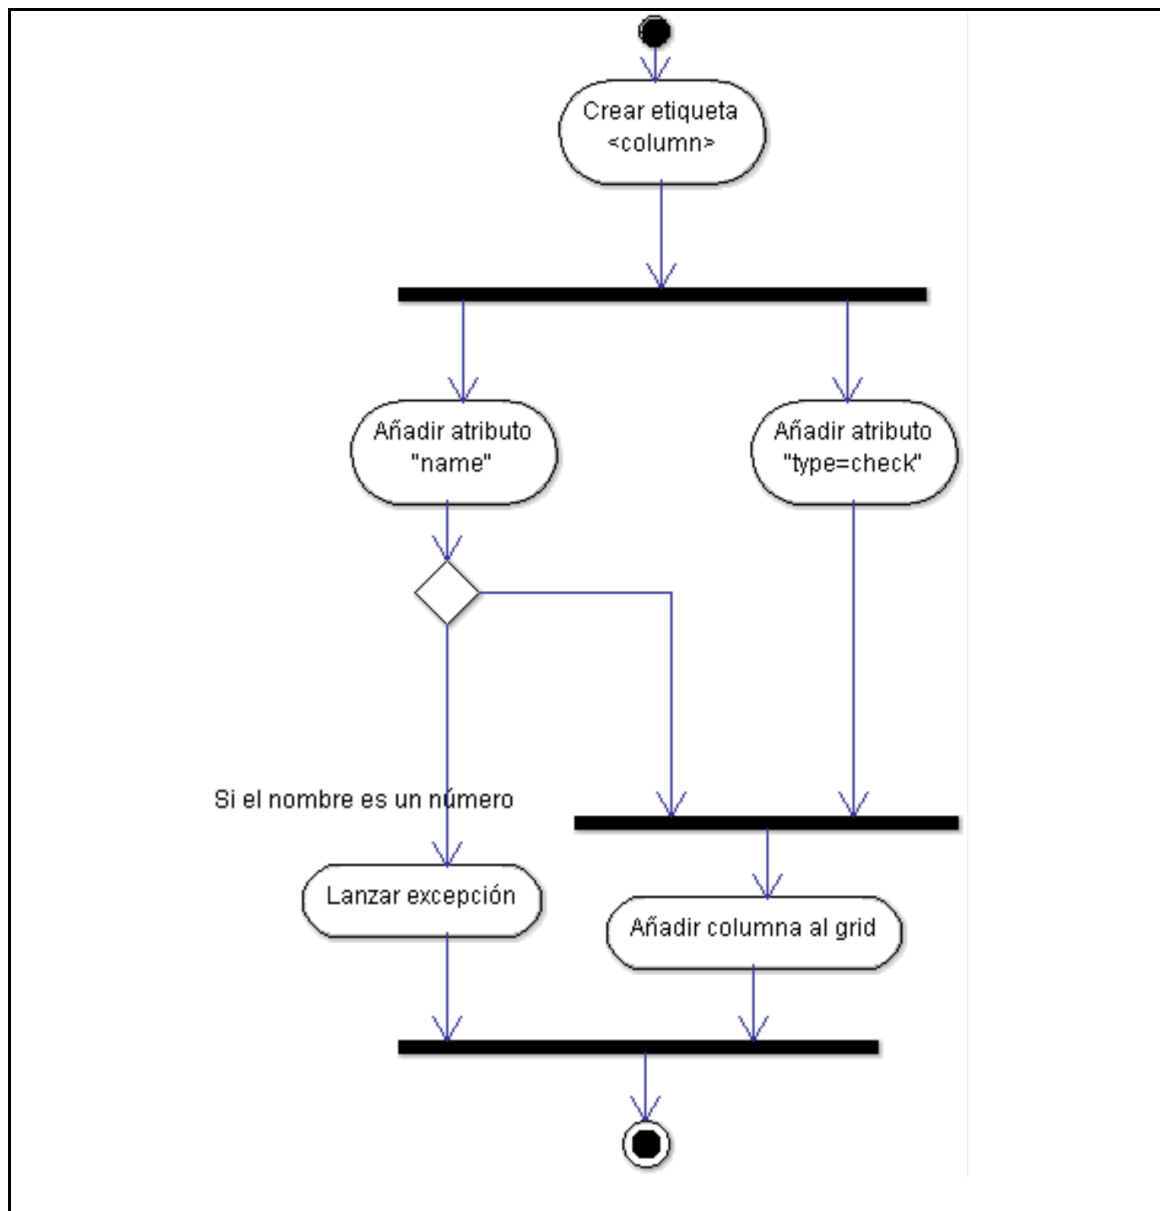 Crear etiqueta
<column>
Añadir atributo
"name"
Añadir atributo
"type=check"
Si el nombre es un número
Lanzar excepción
Añadir columna al grid